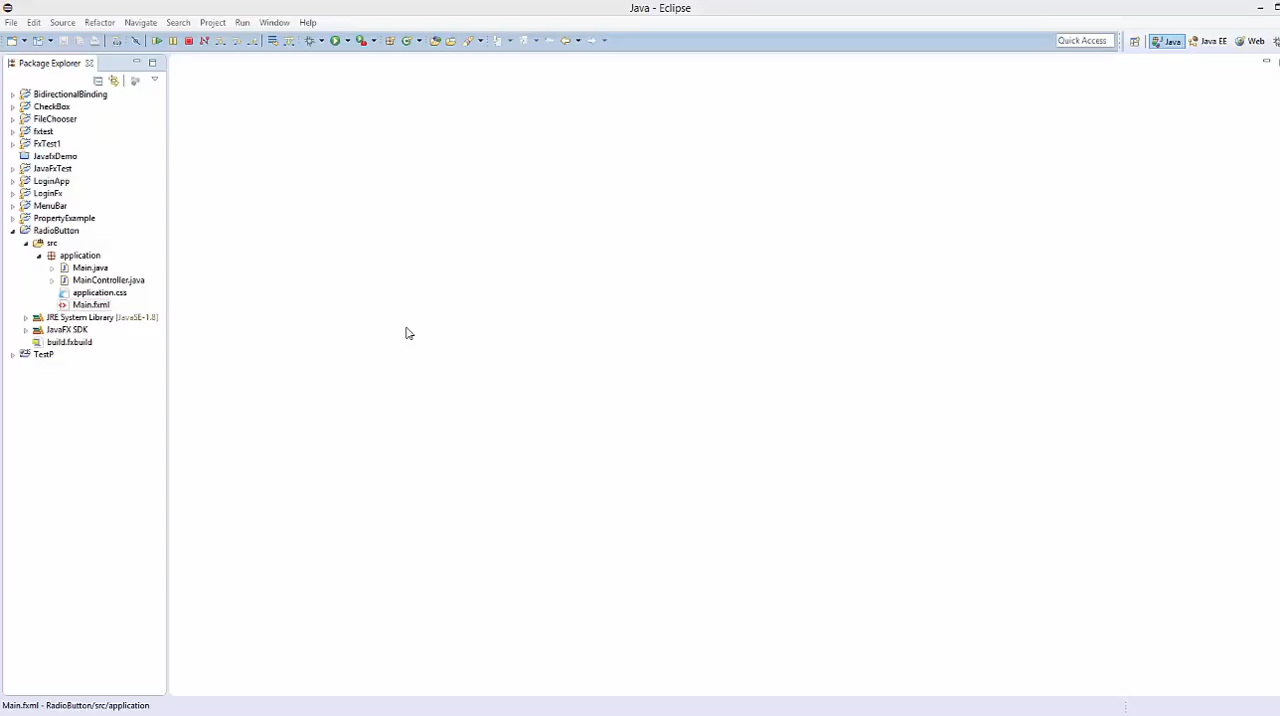 Java - Eclipse
File Edit Source Refactor Navigate Search Project Run Window Help
Quick Access Java Java EE Web
Package Explorer
BidirectionalBinding
CheckBox
FileChooser
fxtest
FxTest1
JavafxDemo
JavaFxTest
LoginApp
LoginFx
MenuBar
PropertyExample
RadioButton
src
application
Main.java
MainController.java
application.css
Main.fxml
JRE System Library [JavaSE-1.8]
JavaFX SDK
build.fxbuild
TestP
Main.fxml - RadioButton/src/application